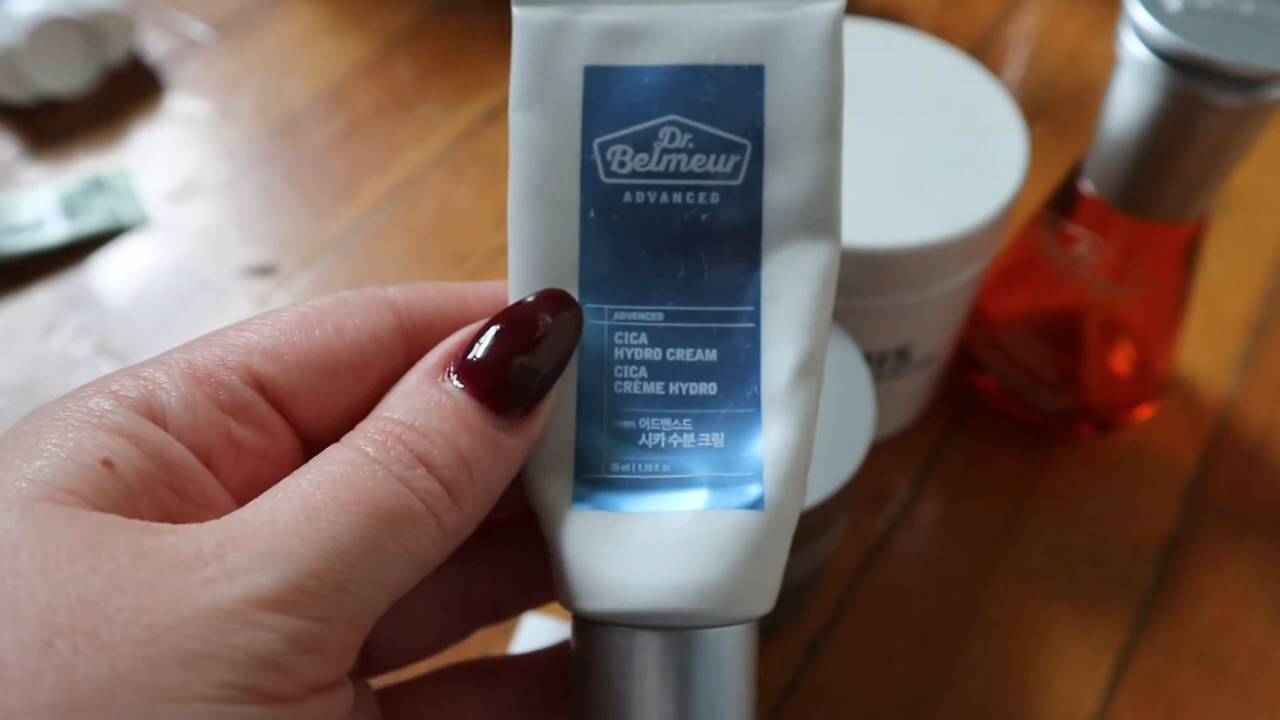 Dr.
Belmeur
ADVANCED
ADVANCED
CICA
HYDRO CREAM
CICA
CRÈME HYDRO
어드밴스드
시카 수분 크림